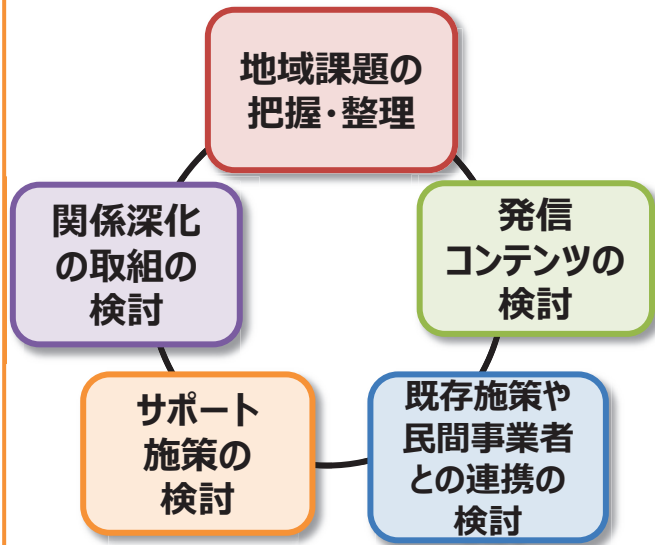 地域課題の
把握・整理
発信
コンテンツの
検討
既存施策や
民間事業者
との連携の
検討
サポート
施策の
検討
関係深化
の取組の
検討